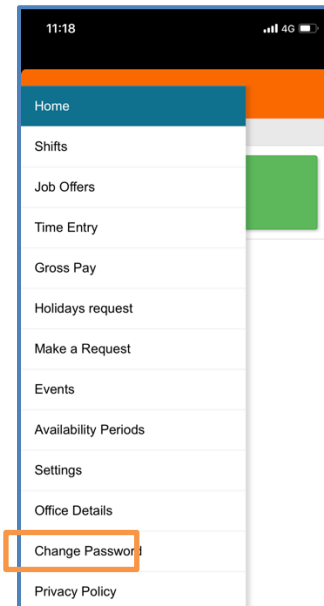 11:18 4G
Home
Shifts
Job Offers
Time Entry
Gross Pay
Holidays request
Make a Request
Events
Availability Periods
Settings
Office Details
Change Password
Privacy Policy